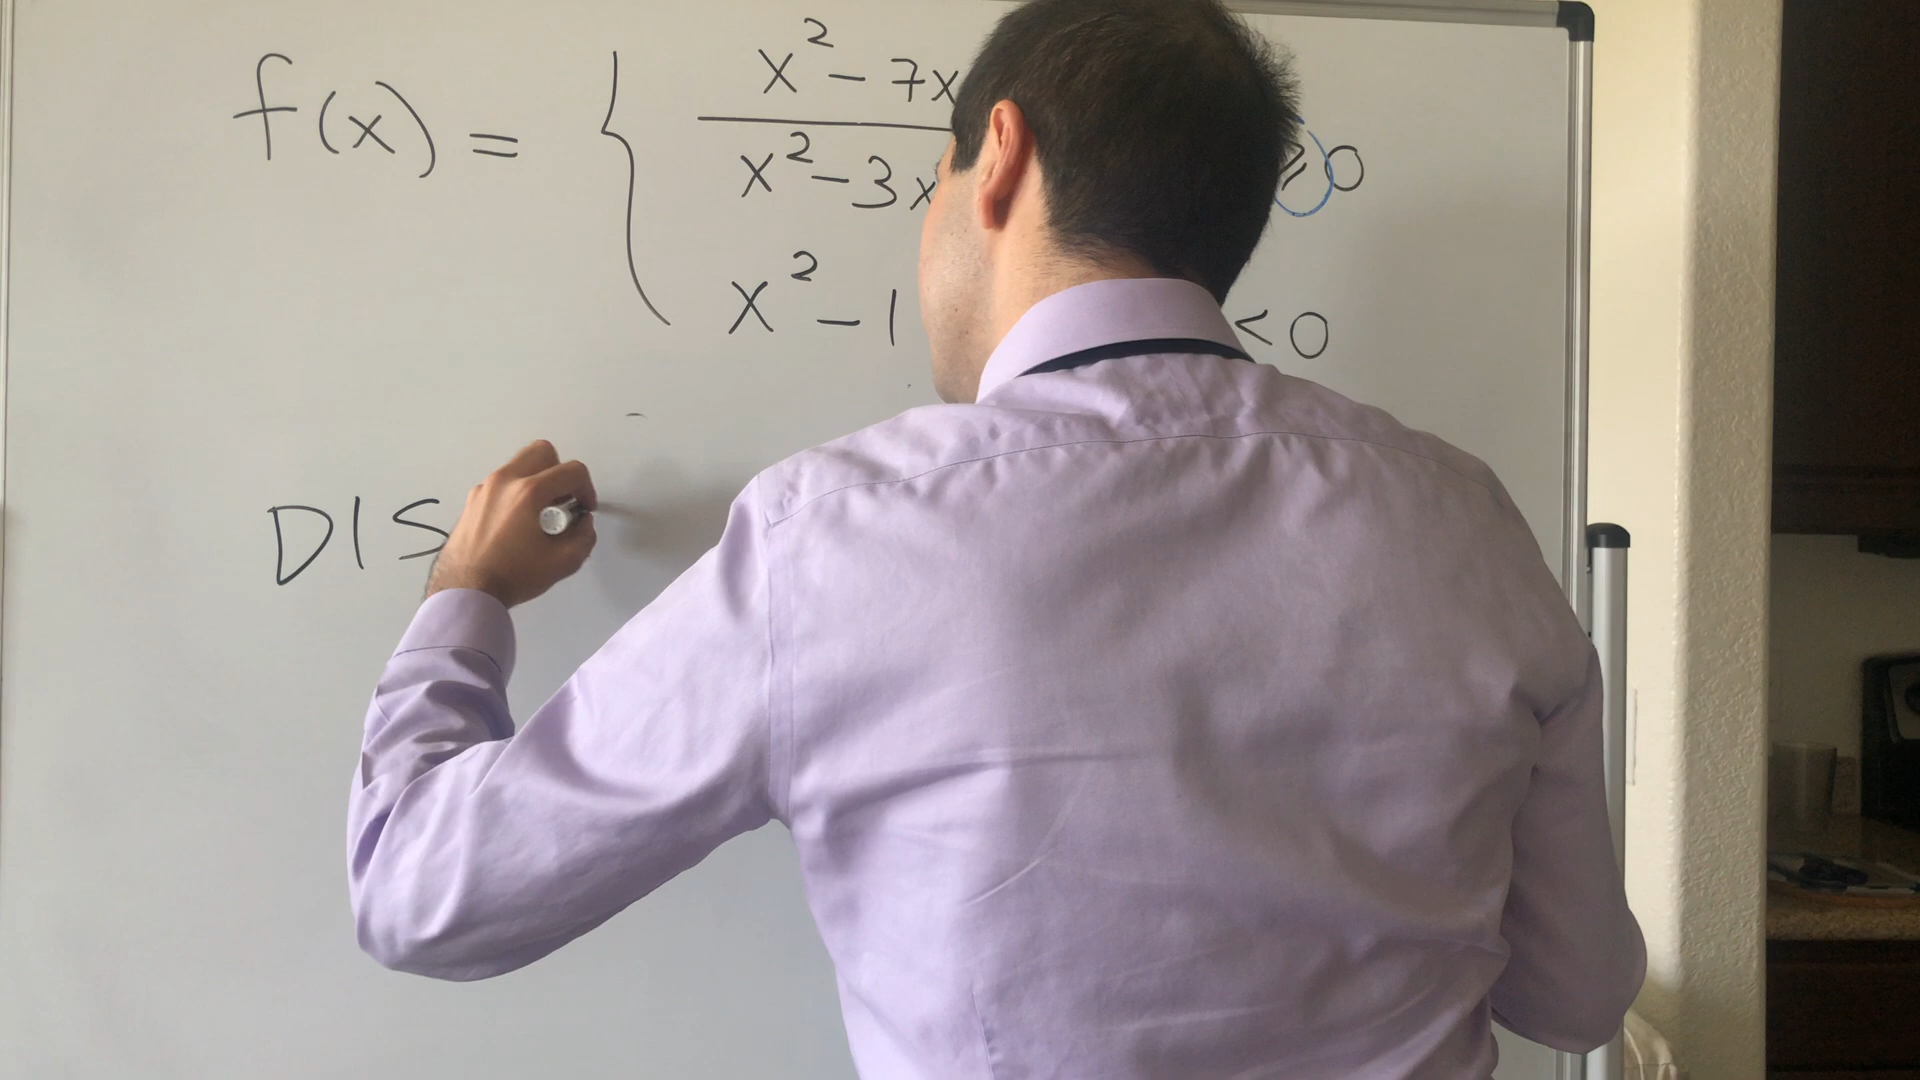 f(x) = { x² - 7x
x² - 3x ≥ 0
x² - 1 < 0
DIS